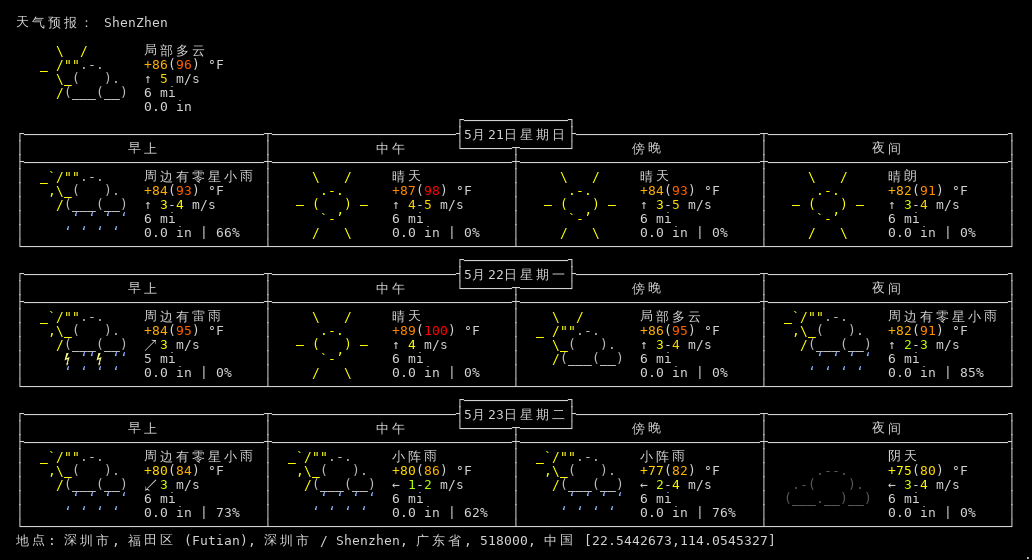 天气预报： ShenZhen
局部多云
+86(96) °F
↑ 5 m/s
6 mi
0.0 in
5月21日星期日
早上 中午 傍晚 夜间
周边有零星小雨 晴天 晴天 晴朗
+84(93) °F +87(98) °F +84(93) °F +82(91) °F
↑ 3-4 m/s ↑ 4-5 m/s ↑ 3-5 m/s ↑ 3-4 m/s
6 mi 6 mi 6 mi 6 mi
0.0 in | 66% 0.0 in | 0% 0.0 in | 0% 0.0 in | 0%
5月22日星期一
早上 中午 傍晚 夜间
周边有雷雨 晴天 局部多云 周边有零星小雨
+84(95) °F +89(100) °F +86(95) °F +82(91) °F
↗ 3 m/s ↑ 4 m/s ↑ 3-4 m/s ↑ 2-3 m/s
5 mi 6 mi 6 mi 6 mi
0.0 in | 0% 0.0 in | 0% 0.0 in | 0% 0.0 in | 85%
5月23日星期二
早上 中午 傍晚 夜间
周边有零星小雨 小阵雨 小阵雨 阴天
+80(84) °F +80(86) °F +77(82) °F +75(80) °F
↙ 3 m/s ← 1-2 m/s ← 2-4 m/s ← 3-4 m/s
6 mi 6 mi 6 mi 6 mi
0.0 in | 73% 0.0 in | 62% 0.0 in | 76% 0.0 in | 0%
地点: 深圳市, 福田区 (Futian), 深圳市 / Shenzhen, 广东省, 518000, 中国 [22.5442673,114.0545327]